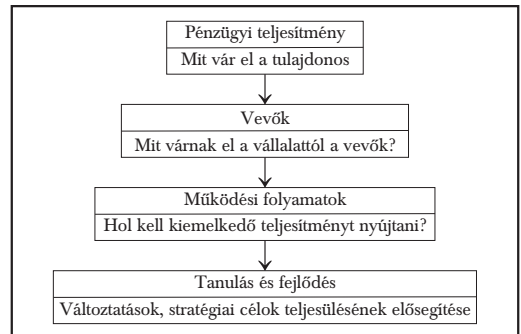 Pénzügyi teljesítmény
Mit vár el a tulajdonos
Vevők
Mit várnak el a vállalattól a vevők?
Működési folyamatok
Hol kell kiemelkedő teljesítményt nyújtani?
Tanulás és fejlődés
Változtatások, stratégiai célok teljesülésének elősegítése